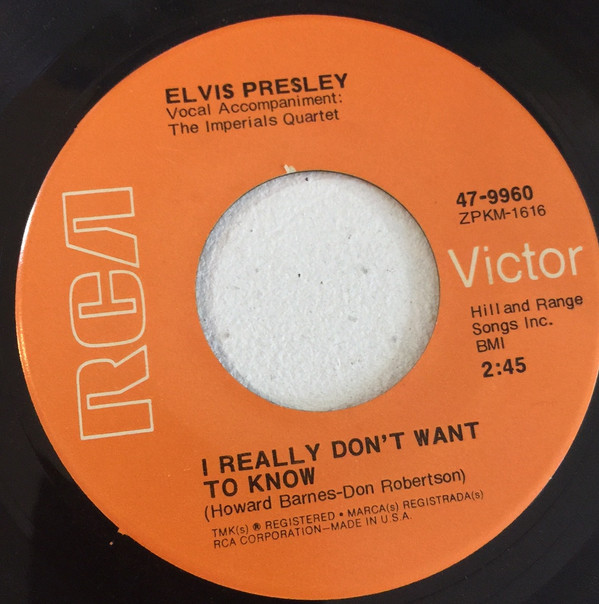 ELVIS PRESLEY
Vocal Accompaniment:
The Imperials Quartet
RCA
47-9960
ZPKM-1616
Victor
Hill and Range
Songs Inc.
BMI
2:45
I REALLY DON'T WANT
TO KNOW
(Howard Barnes-Don Robertson)
TMK(s) ® REGISTERED • MARCA(s) REGISTRADA(s)
RCA CORPORATION—MADE IN U.S.A.